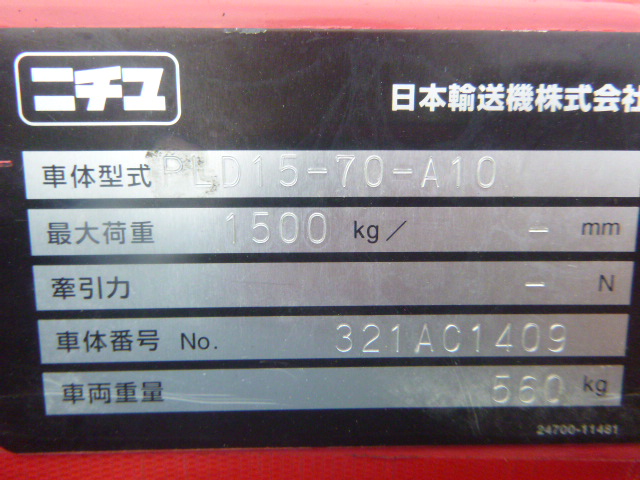 ニチユ
日本輸送機株式会社
車体型式 PLD15-70-A10
最大荷重 1500 kg/ - mm
牽引力 - N
車体番号 No. 321AC1409
車両重量 560 kg
24700-11481